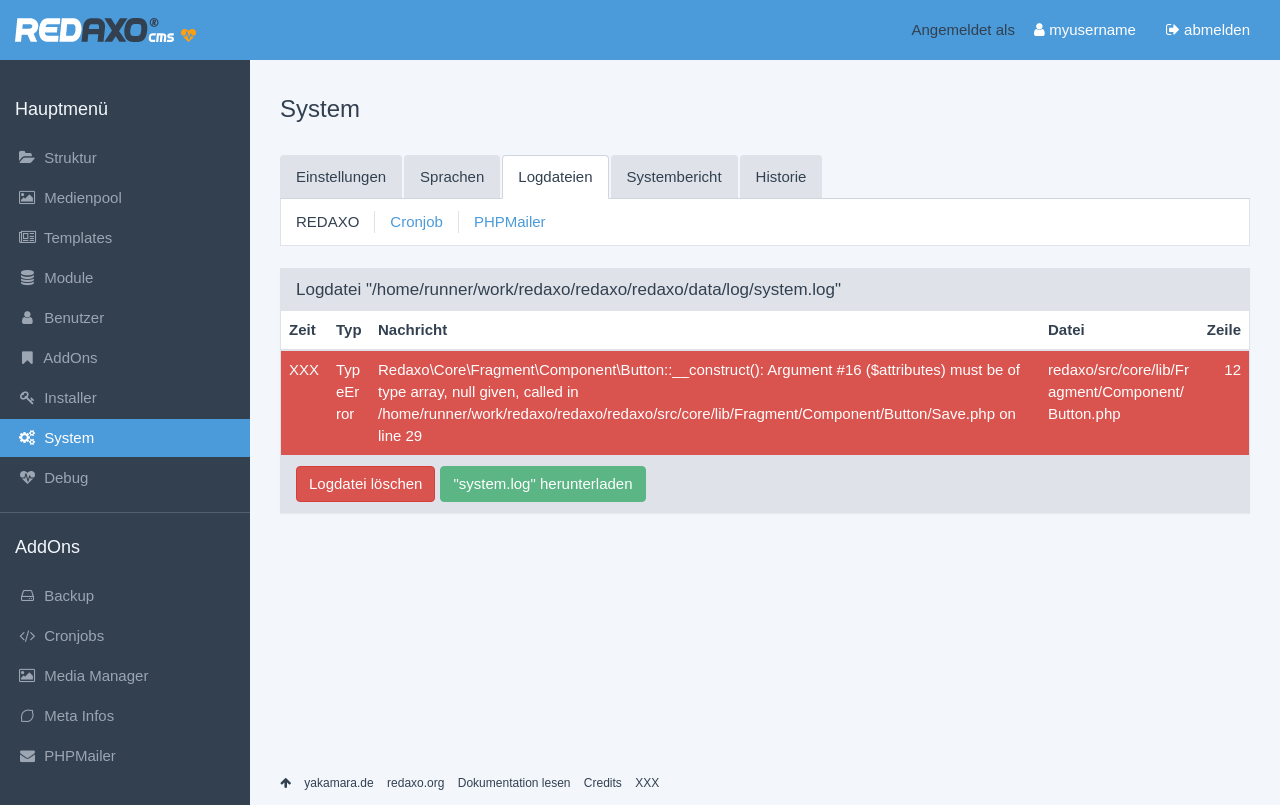 REDAXO® cms
Angemeldet als myusername abmelden
Hauptmenü
Struktur
Medienpool
Templates
Module
Benutzer
AddOns
Installer
System
Debug
AddOns
Backup
Cronjobs
Media Manager
Meta Infos
PHPMailer
System
Einstellungen Sprachen Logdateien Systembericht Historie
REDAXO Cronjob PHPMailer
Logdatei "/home/runner/work/redaxo/redaxo/redaxo/data/log/system.log"
Zeit Typ Nachricht Datei Zeile
XXX Typ Redaxo\Core\Fragment\Component\Button::__construct(): Argument #16 ($attributes) must be of redaxo/src/core/lib/Fr 12
eEr type array, null given, called in agment/Component/
ror /home/runner/work/redaxo/redaxo/redaxo/src/core/lib/Fragment/Component/Button/Save.php on Button.php
line 29
Logdatei löschen "system.log" herunterladen
yakamara.de redaxo.org Dokumentation lesen Credits XXX